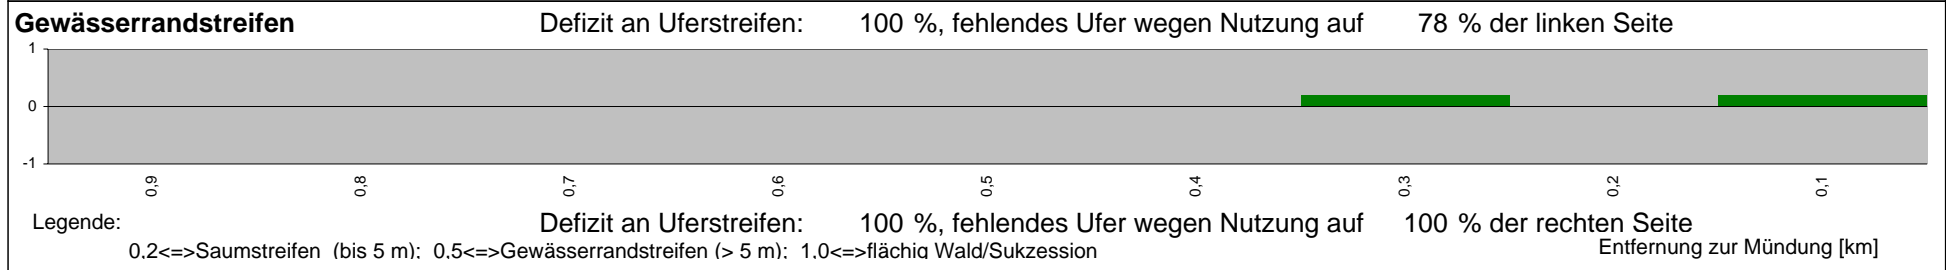 Gewässerrandstreifen Defizit an Uferstreifen: 100 %, fehlendes Ufer wegen Nutzung auf 78 % der linken Seite
1
0
-1
0,9 0,8 0,7 0,6 0,5 0,4 0,3 0,2 0,1
Legende: Defizit an Uferstreifen: 100 %, fehlendes Ufer wegen Nutzung auf 100 % der rechten Seite
0,2<=>Saumstreifen (bis 5 m); 0,5<=>Gewässerrandstreifen (> 5 m); 1,0<=>flächig Wald/Sukzession Entfernung zur Mündung [km]